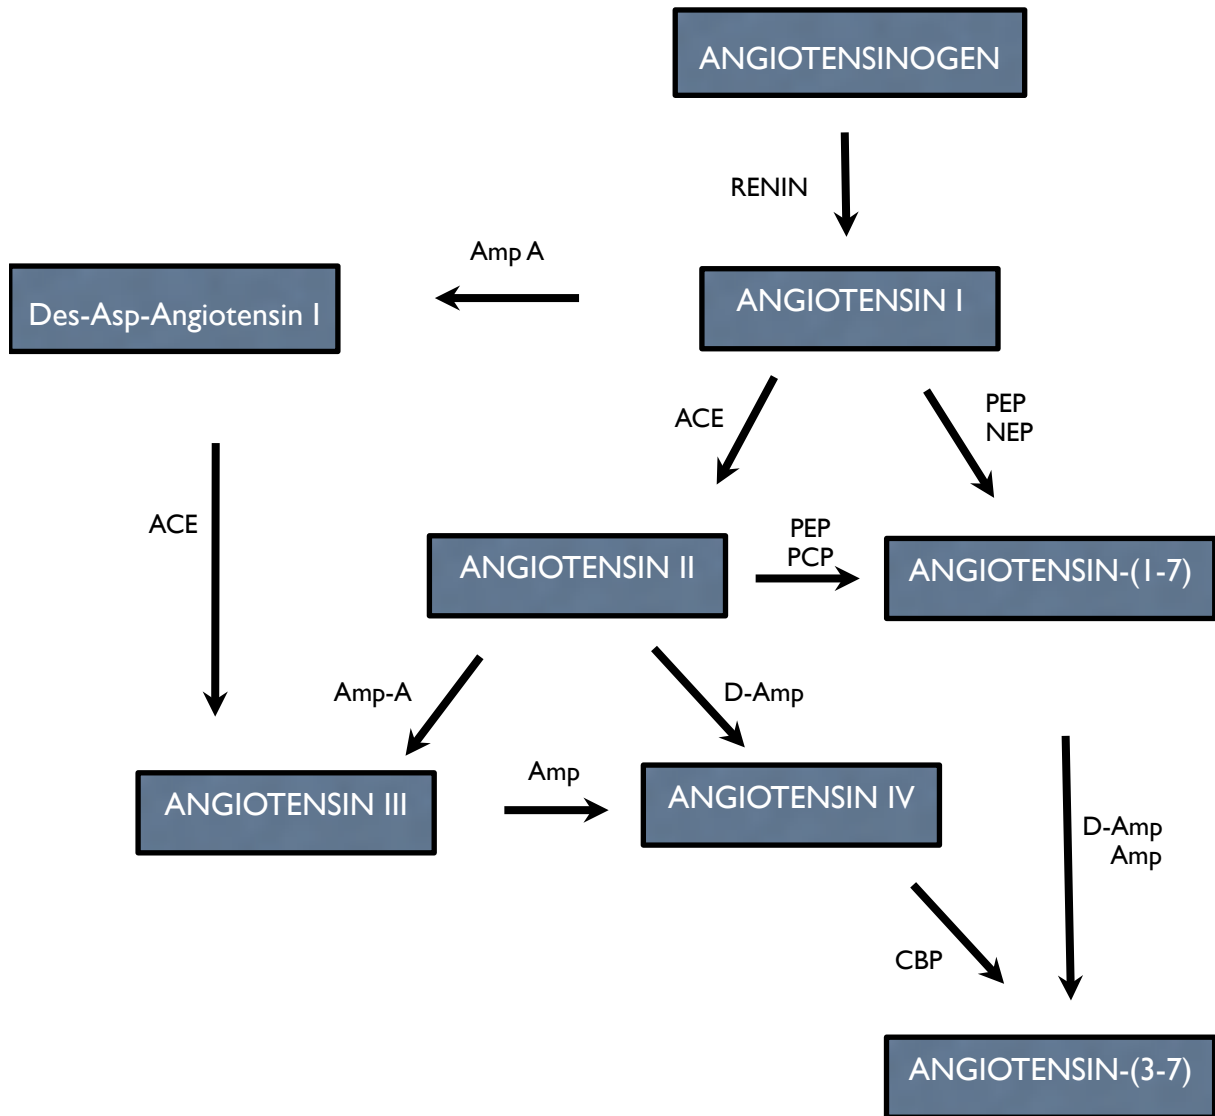 ANGIOTENSINOGEN
RENIN
Amp A
Des-Asp-Angiotensin I
ANGIOTENSIN I
ACE
PEP
NEP
ACE
ANGIOTENSIN II
PEP
PCP
ANGIOTENSIN-(1-7)
Amp-A
D-Amp
ANGIOTENSIN III
Amp
ANGIOTENSIN IV
D-Amp
Amp
CBP
ANGIOTENSIN-(3-7)